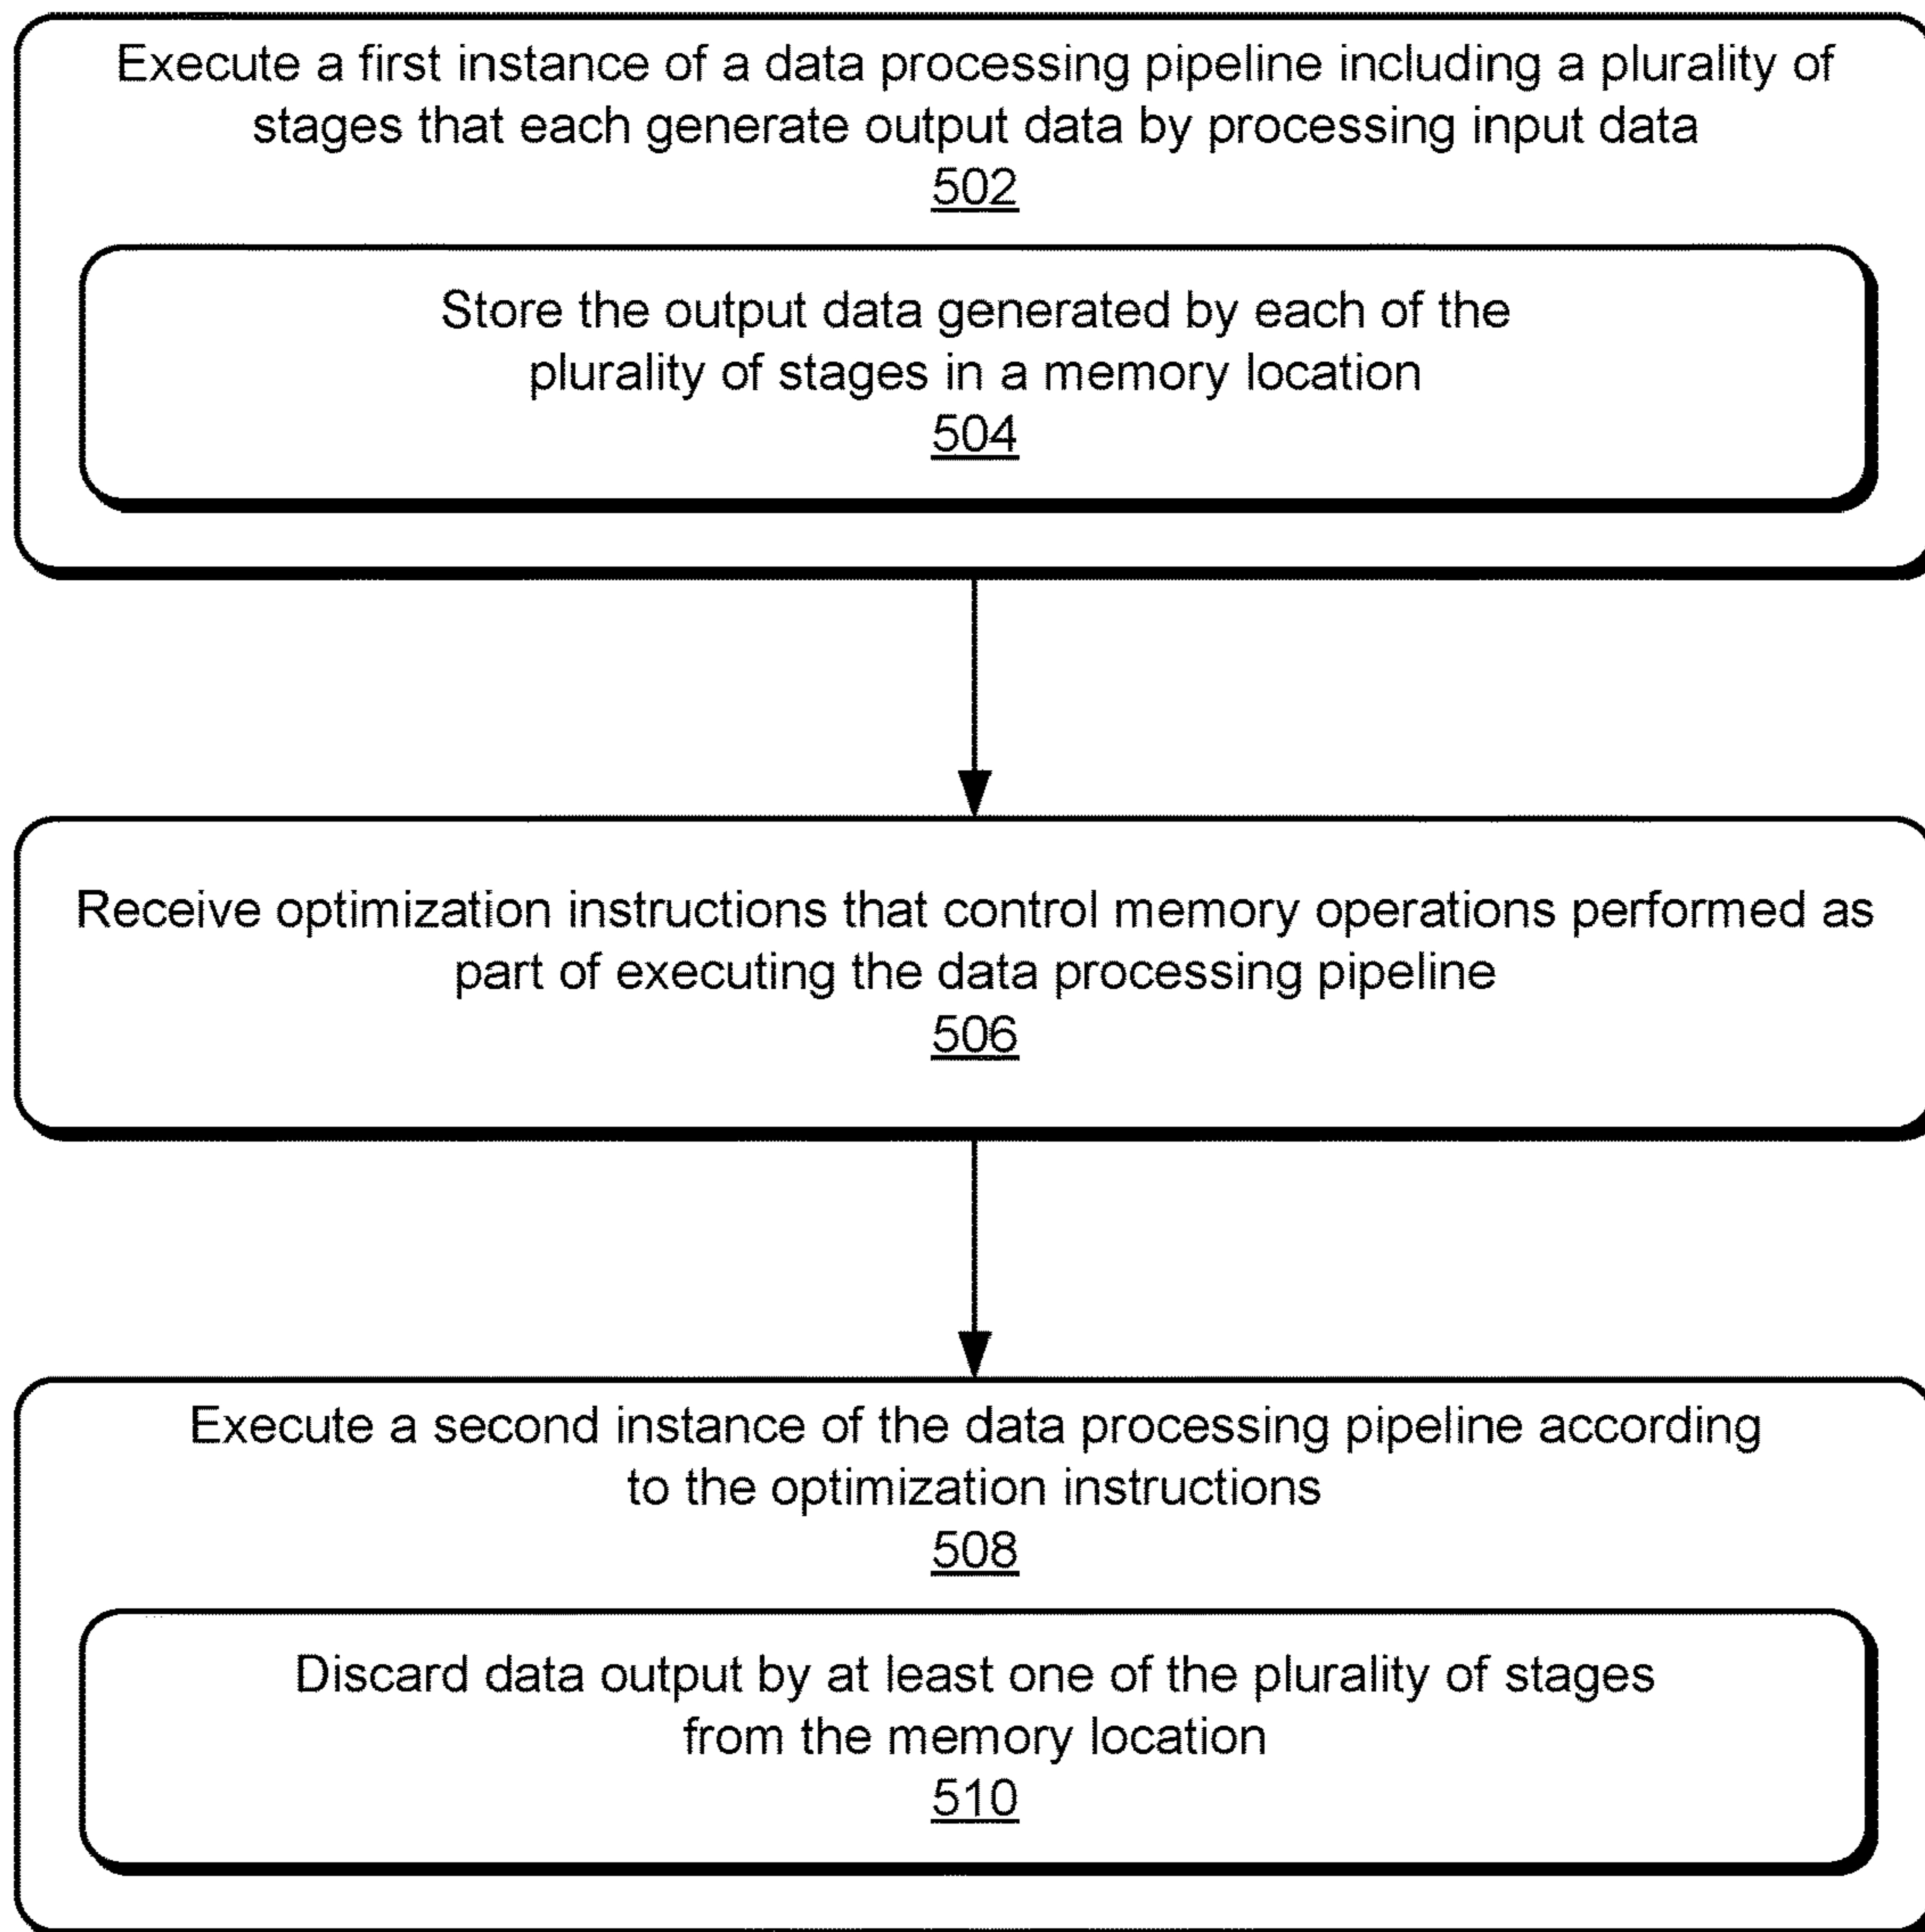 Execute a first instance of a data processing pipeline including a plurality of
stages that each generate output data by processing input data
502
Store the output data generated by each of the
plurality of stages in a memory location
504
Receive optimization instructions that control memory operations performed as
part of executing the data processing pipeline
506
Execute a second instance of the data processing pipeline according
to the optimization instructions
508
Discard data output by at least one of the plurality of stages
from the memory location
510